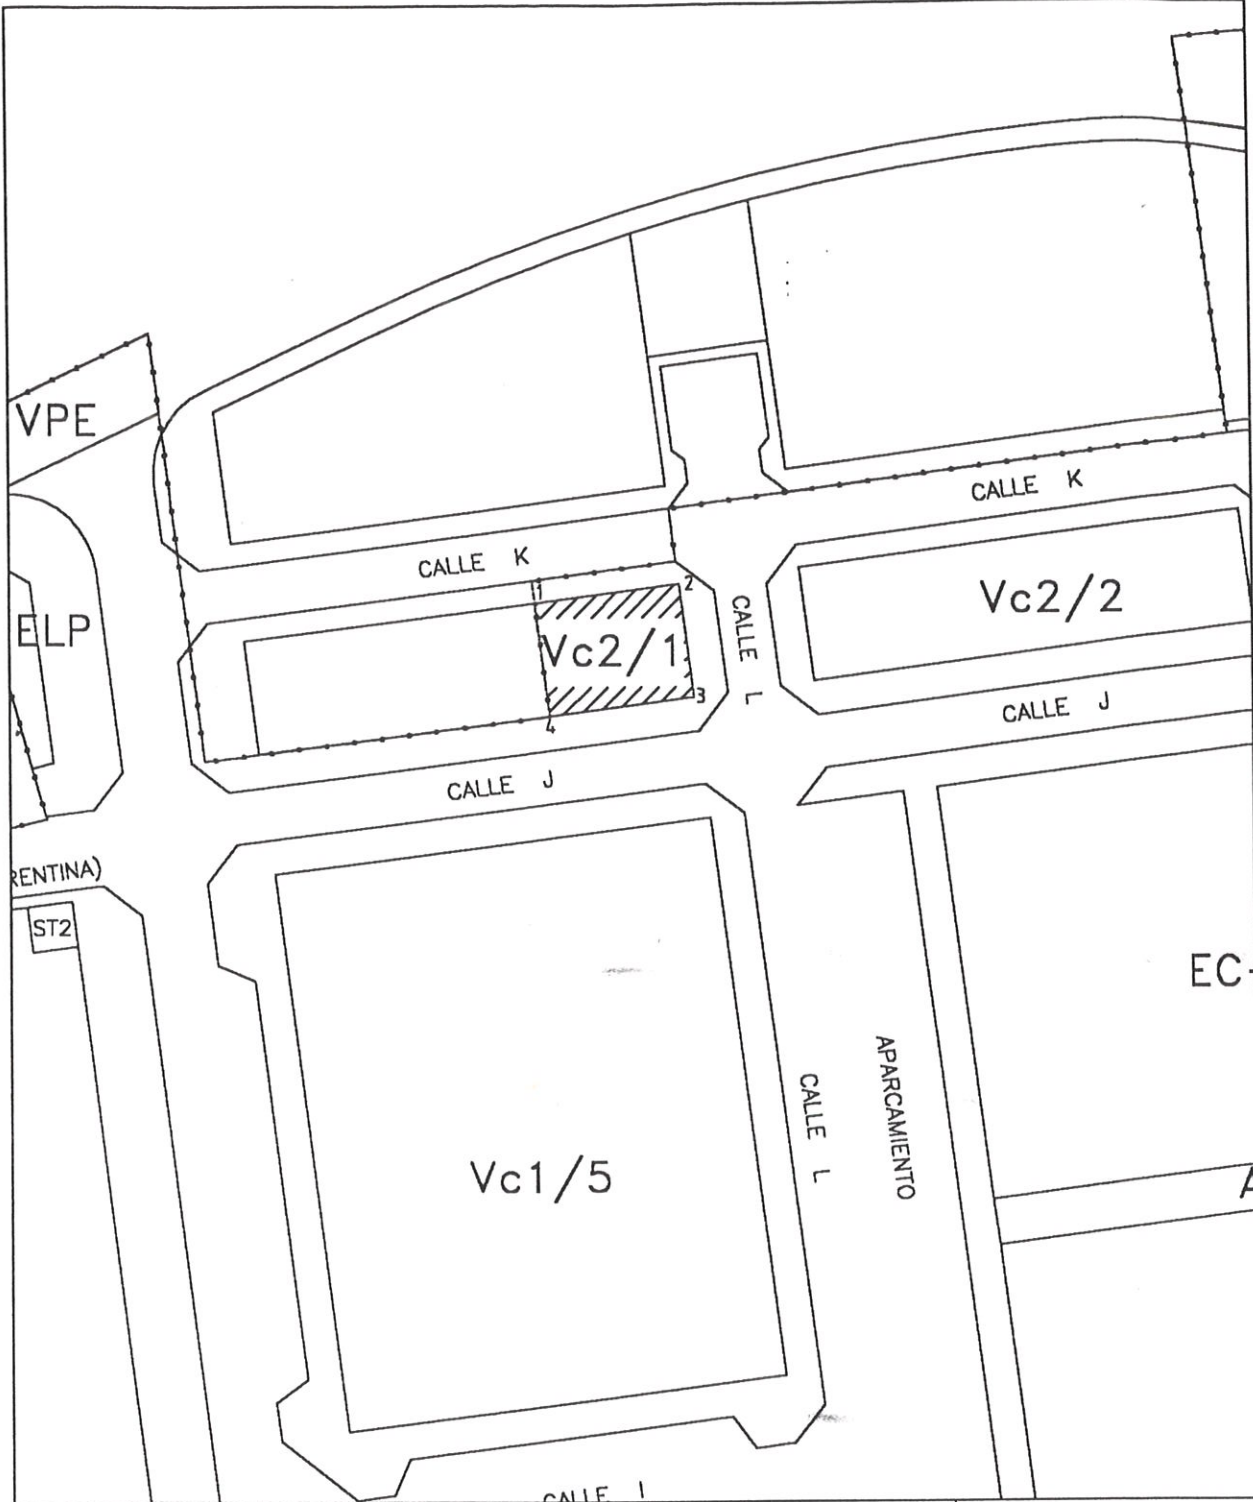 VPE
CALLE K
CALLE K
1
2
Vc2/2
ELP
CALLE L
Vc2/1
3
4
CALLE J
CALLE J
RENTINA)
ST2
EC-
APARCAMIENTO
CALLE L
Vc1/5
A
CALLE I